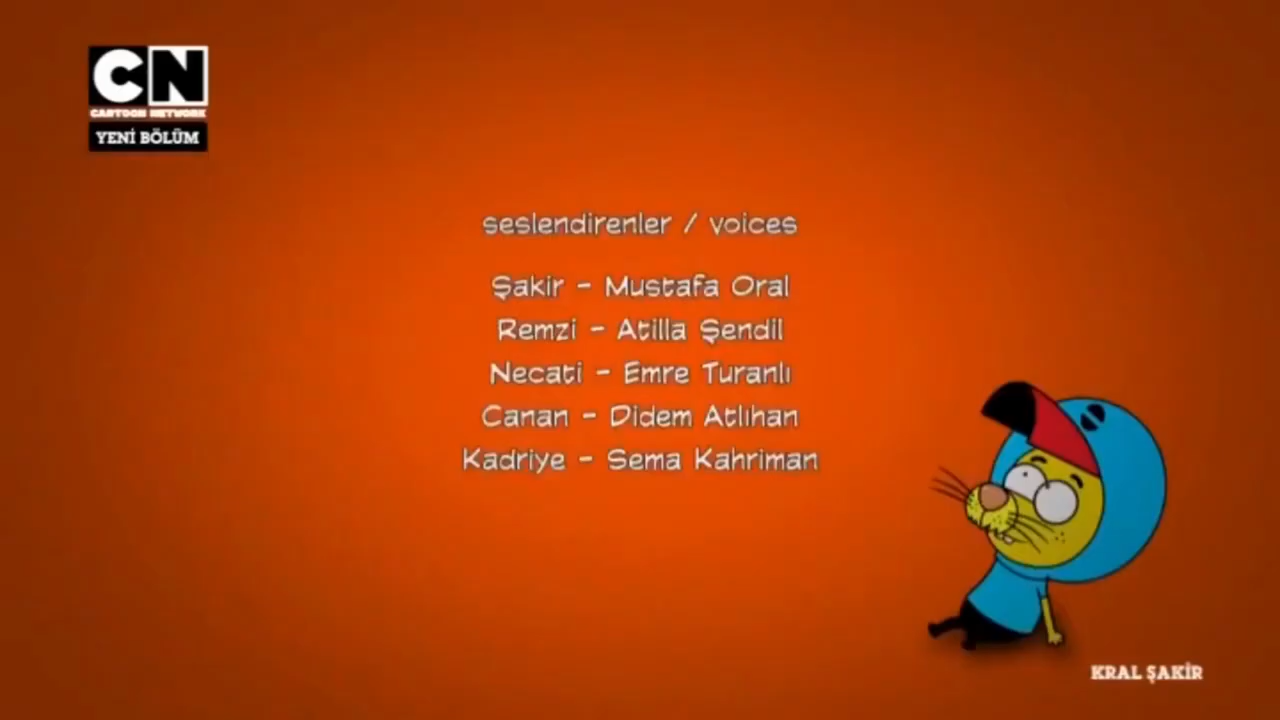 CN
CARTOON NETWORK
YENİ BÖLÜM
seslendirenler / voices
Şakir - Mustafa Oral
Remzi - Atilla Şendil
Necati - Emre Turanlı
Canan - Didem Atlıhan
Kadriye - Sema Kahriman
KRAL ŞAKİR